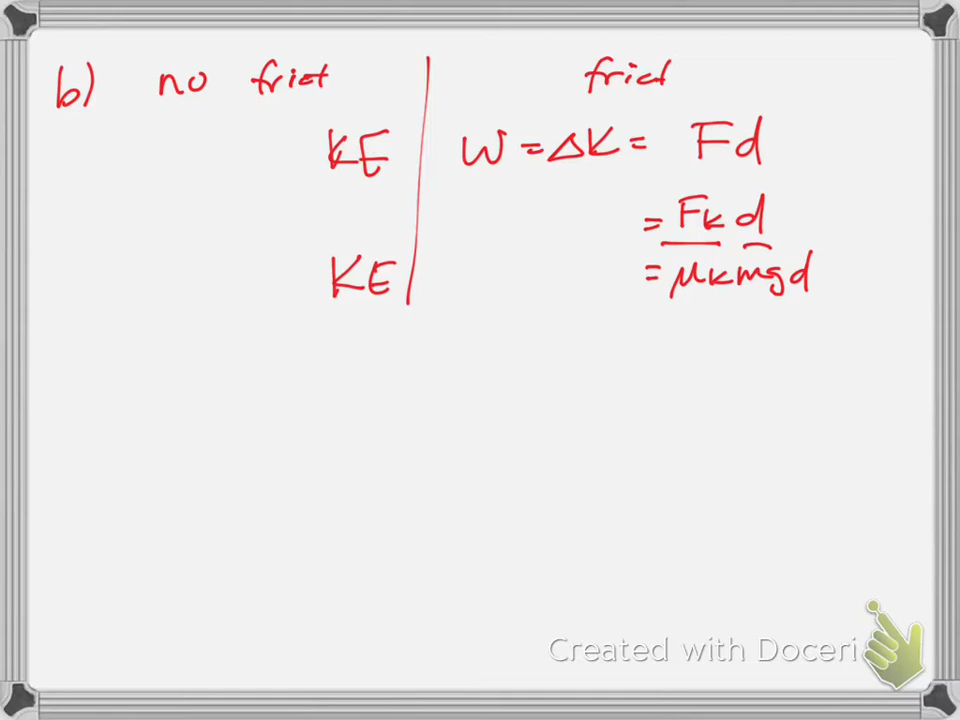 b) no frict
KE
KE
frict
W = ΔK = Fd
= Fk d
= μkmgd
Created with Doceri